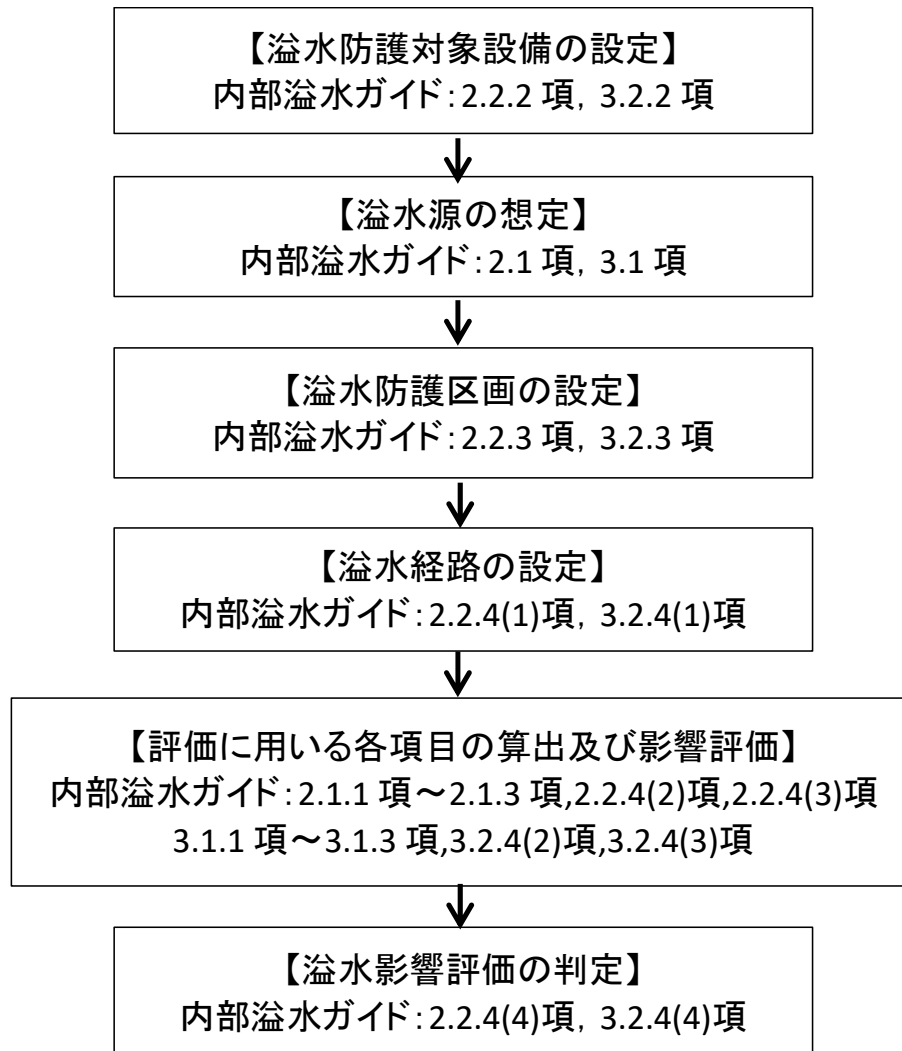 【溢水防護対象設備の設定】
内部溢水ガイド:2.2.2 項, 3.2.2 項
【溢水源の想定】
内部溢水ガイド:2.1 項, 3.1 項
【溢水防護区画の設定】
内部溢水ガイド:2.2.3 項, 3.2.3 項
【溢水経路の設定】
内部溢水ガイド:2.2.4(1)項, 3.2.4(1)項
【評価に用いる各項目の算出及び影響評価】
内部溢水ガイド:2.1.1 項～2.1.3 項,2.2.4(2)項,2.2.4(3)項
3.1.1 項～3.1.3 項,3.2.4(2)項,3.2.4(3)項
【溢水影響評価の判定】
内部溢水ガイド:2.2.4(4)項, 3.2.4(4)項